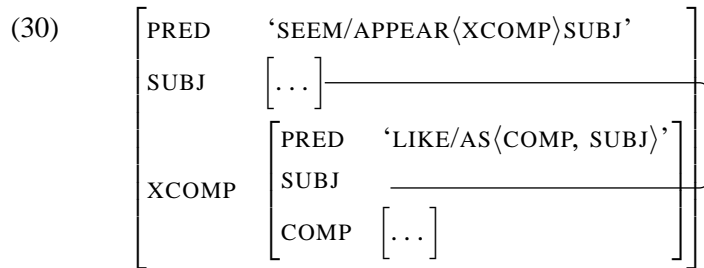 (30)
PRED ‘SEEM/APPEAR⟨XCOMP⟩SUBJ’
SUBJ [...]
XCOMP
PRED ‘LIKE/AS⟨COMP, SUBJ⟩’
SUBJ
COMP [...]